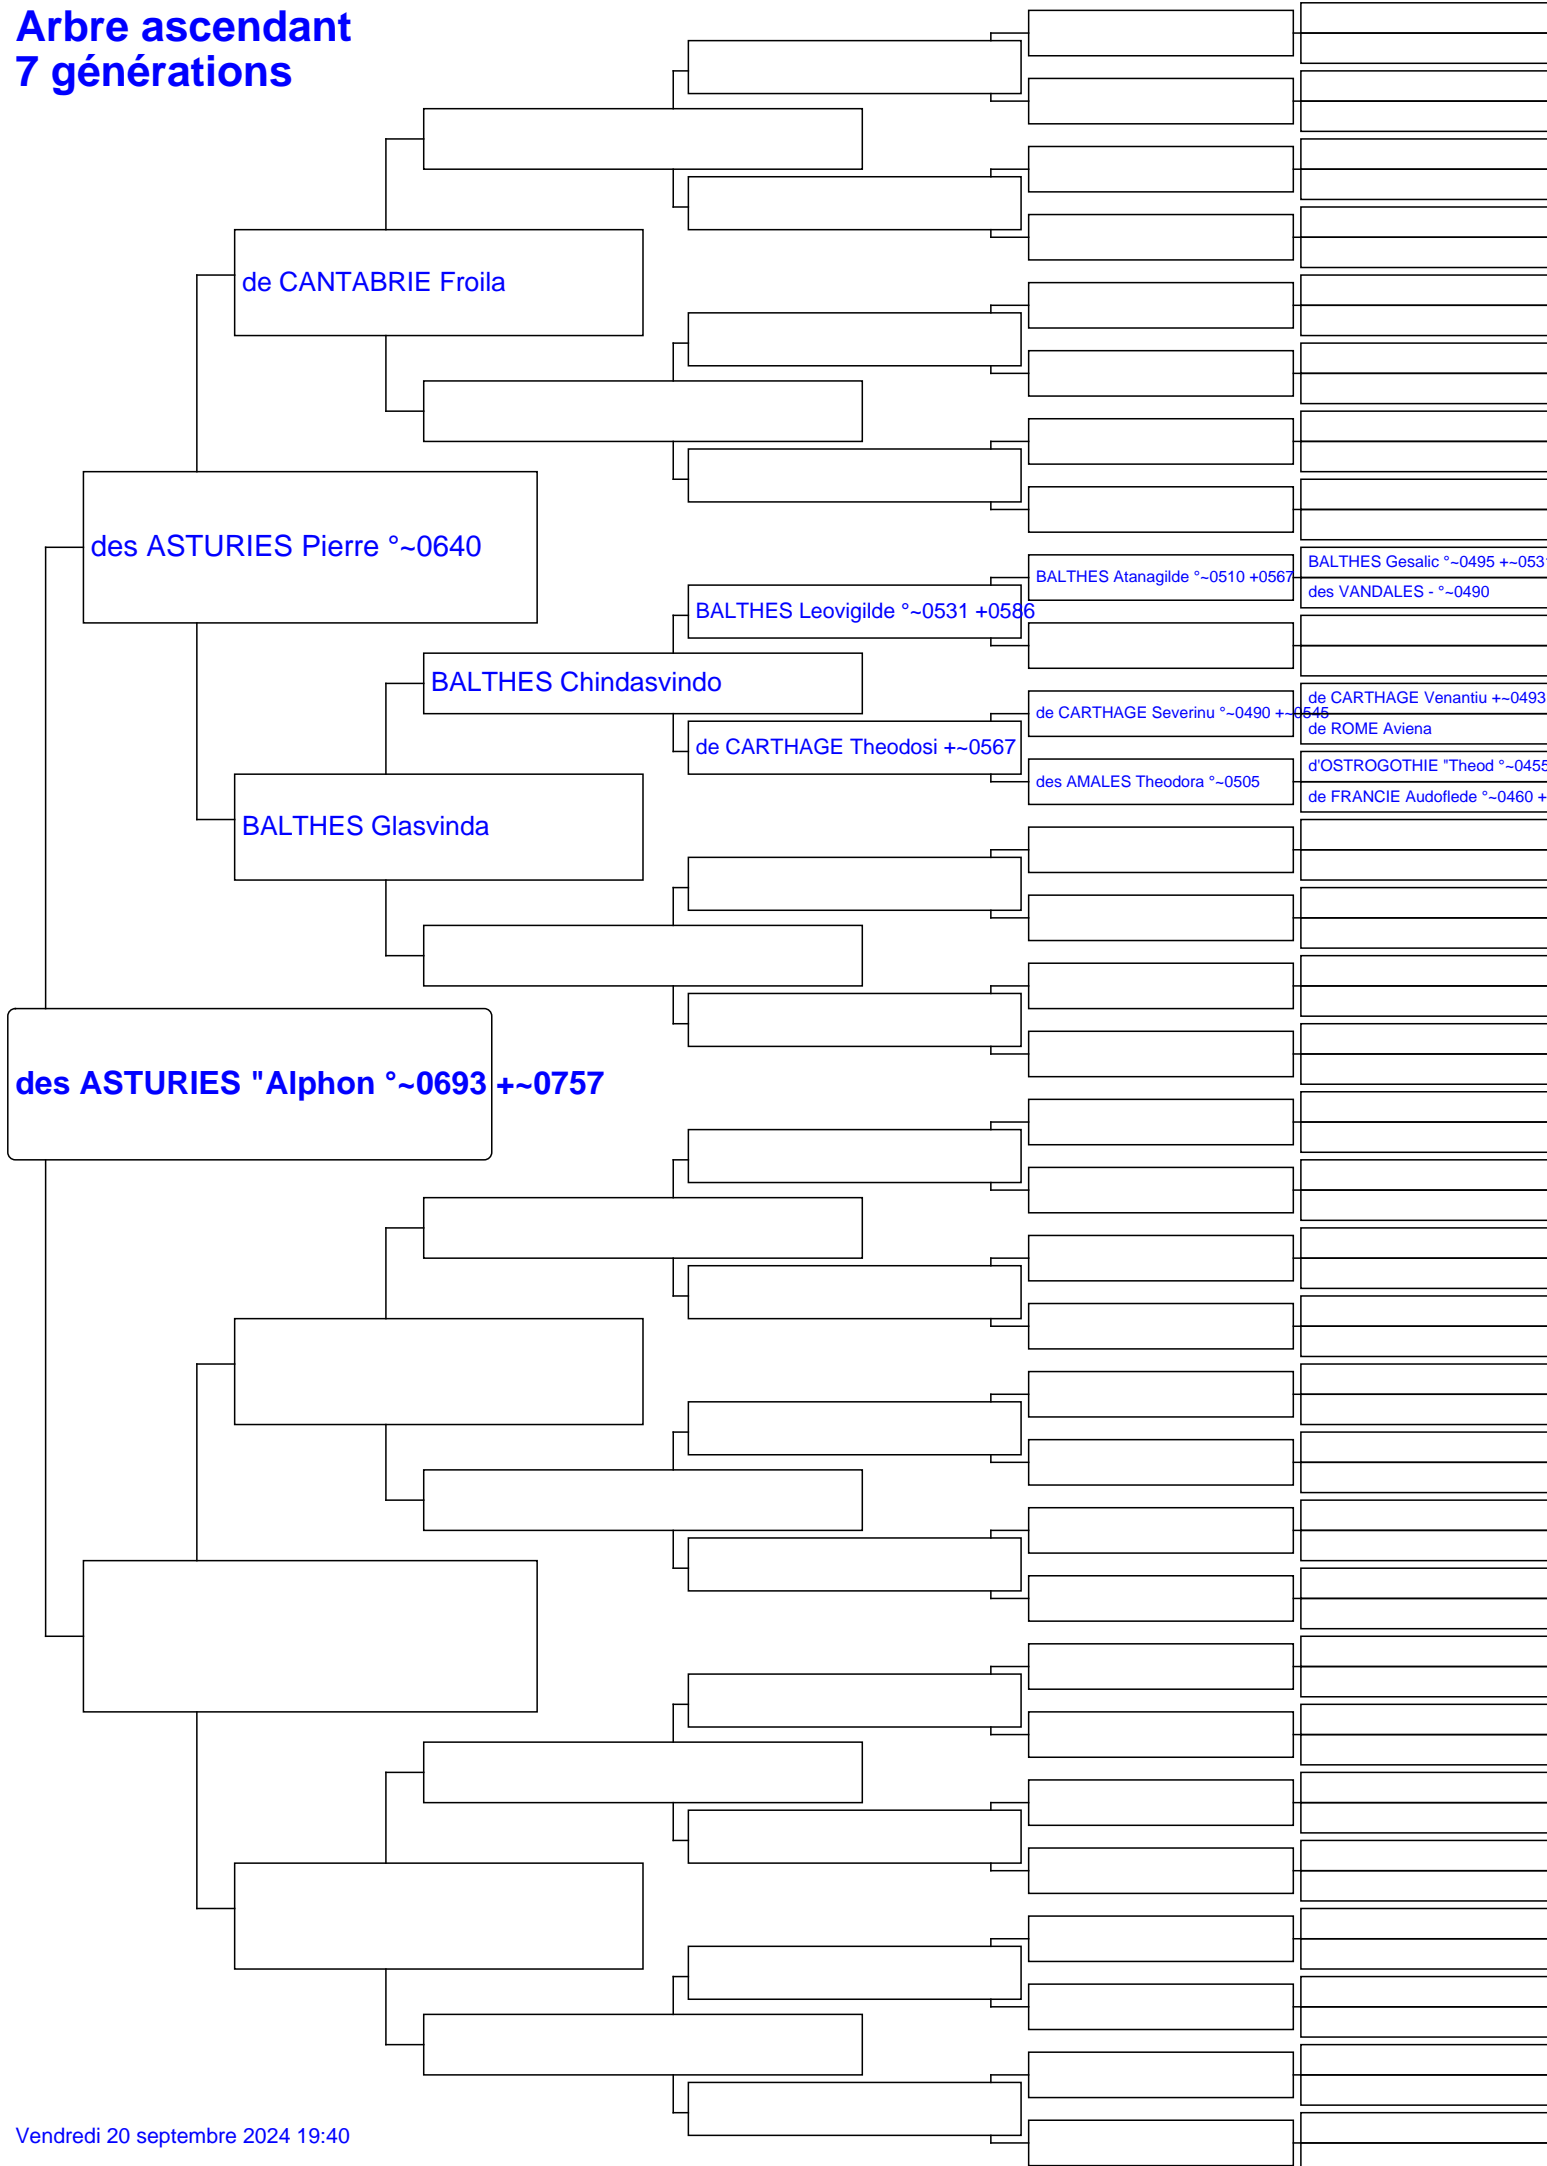 Arbre ascendant
7 générations
de CANTABRIE Froila
des ASTURIES Pierre °~0640
BALTHES Atanagilde °~0510 +0567
BALTHES Gesalic °~0495 +~0531
des VANDALES - °~0490
BALTHES Leovigilde °~0531 +0586
BALTHES Chindasvindo
de CARTHAGE Severinu °~0490 +~0545
de CARTHAGE Venantiu +~0493
de ROME Aviena
de CARTHAGE Theodosi +~0567
des AMALES Theodora °~0505
d'OSTROGOTHIE "Theod °~0455
de FRANCIE Audoflede °~0460 +
BALTHES Glasvinda
des ASTURIES "Alphon °~0693 +~0757
Vendredi 20 septembre 2024 19:40